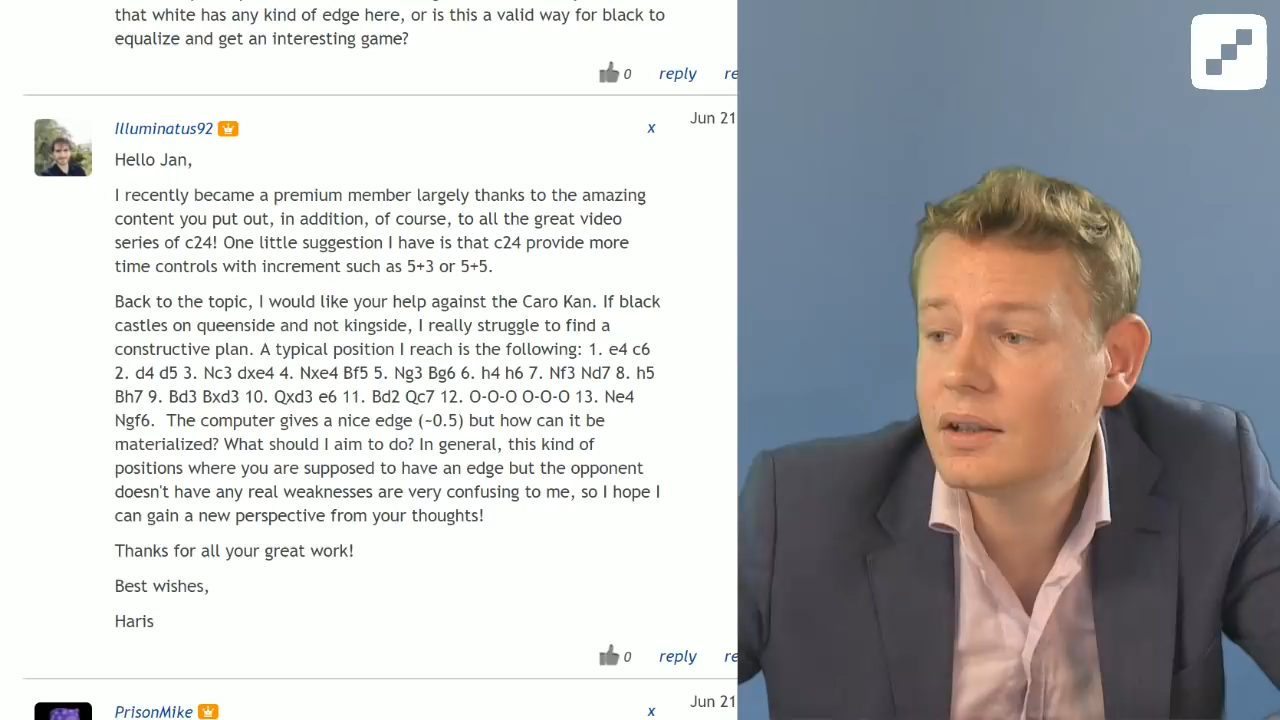 that white has any kind of edge here, or is this a valid way for black to
equalize and get an interesting game?
0 reply re
Illuminatus92 x Jun 21
Hello Jan,
I recently became a premium member largely thanks to the amazing
content you put out, in addition, of course, to all the great video
series of c24! One little suggestion I have is that c24 provide more
time controls with increment such as 5+3 or 5+5.
Back to the topic, I would like your help against the Caro Kan. If black
castles on queenside and not kingside, I really struggle to find a
constructive plan. A typical position I reach is the following: 1. e4 c6
2. d4 d5 3. Nc3 dxe4 4. Nxe4 Bf5 5. Ng3 Bg6 6. h4 h6 7. Nf3 Nd7 8. h5
Bh7 9. Bd3 Bxd3 10. Qxd3 e6 11. Bd2 Qc7 12. O-O-O O-O-O 13. Ne4
Ngf6. The computer gives a nice edge (~0.5) but how can it be
materialized? What should I aim to do? In general, this kind of
positions where you are supposed to have an edge but the opponent
doesn't have any real weaknesses are very confusing to me, so I hope I
can gain a new perspective from your thoughts!
Thanks for all your great work!
Best wishes,
Haris
0 reply re
PrisonMike x Jun 21